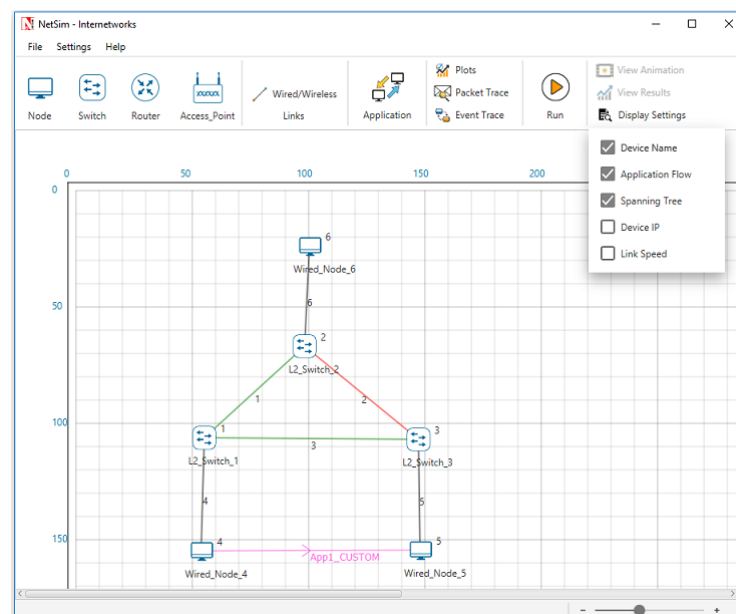 NetSim - Internetworks
File Settings Help
Node
Switch
Router
Access_Point
Wired/Wireless
Links
Application
Plots
Packet Trace
Event Trace
Run
View Animation
View Results
Display Settings
Device Name
Application Flow
Spanning Tree
Device IP
Link Speed
0 50 100 150 200
0
50
100
150
6
Wired_Node_6
6
2
L2_Switch_2
1
2
1
L2_Switch_1
3
3
L2_Switch_3
4
5
4
Wired_Node_4
App1_CUSTOM
5
Wired_Node_5